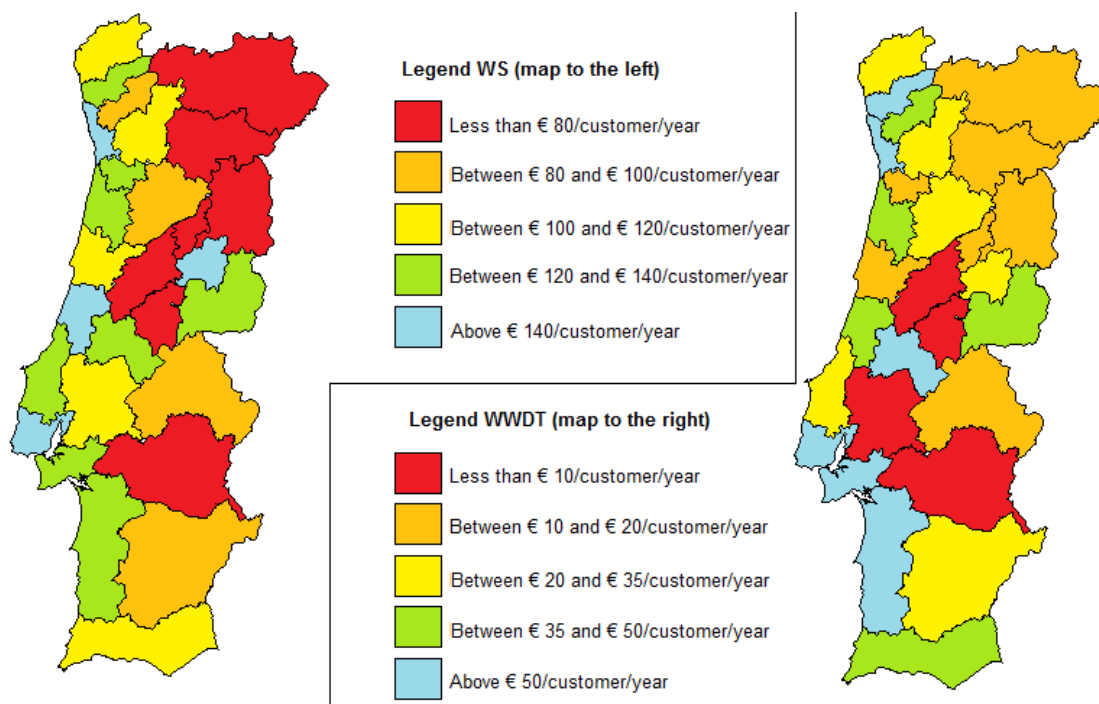 Legend WS (map to the left)
Less than € 80/customer/year
Between € 80 and € 100/customer/year
Between € 100 and € 120/customer/year
Between € 120 and € 140/customer/year
Above € 140/customer/year
Legend WWDT (map to the right)
Less than € 10/customer/year
Between € 10 and € 20/customer/year
Between € 20 and € 35/customer/year
Between € 35 and € 50/customer/year
Above € 50/customer/year